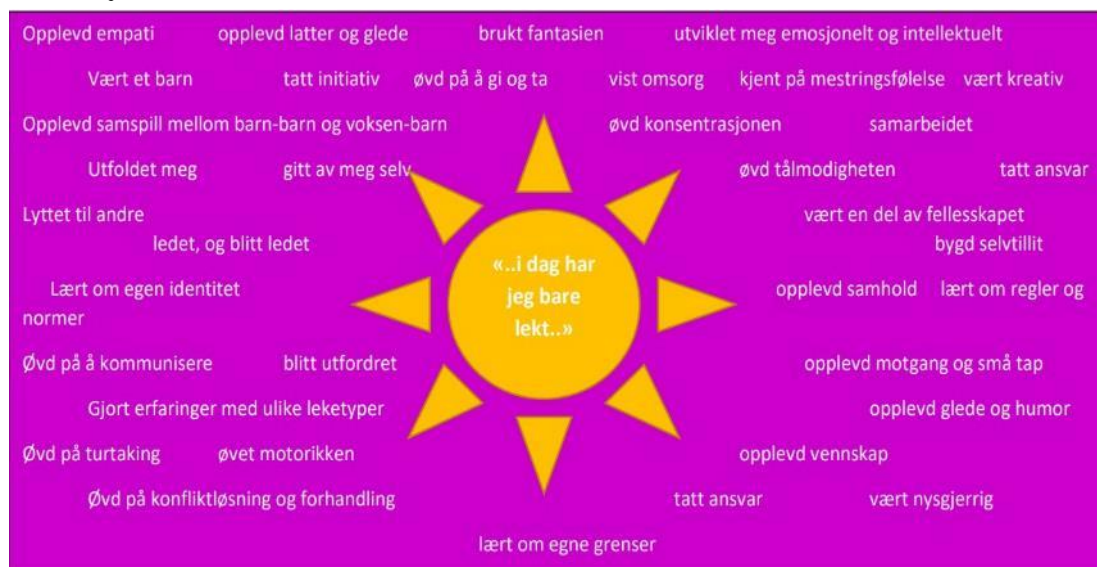 Opplevd empati opplevd latter og glede brukt fantasien utviklet meg emosjonelt og intellektuelt
Vært et barn tatt initiativ øvd på å gi og ta vist omsorg kjent på mestringsfølelse vært kreativ
Opplevd samspill mellom barn-barn og voksen-barn øvd konsentrasjonen samarbeidet
Utfoldet meg gitt av meg selv øvd tålmodigheten tatt ansvar
Lyttet til andre vært en del av fellesskapet
ledet, og blitt ledet bygd selvtillit
«..i dag har
jeg bare
lekt..»
Lært om egen identitet opplevd samhold lært om regler og
normer
Øvd på å kommunisere blitt utfordret opplevd motgang og små tap
Gjort erfaringer med ulike leketyper opplevd glede og humor
Øvd på turtaking øvet motorikken opplevd vennskap
Øvd på konfliktløsning og forhandling tatt ansvar vært nysgjerrig
lært om egne grenser